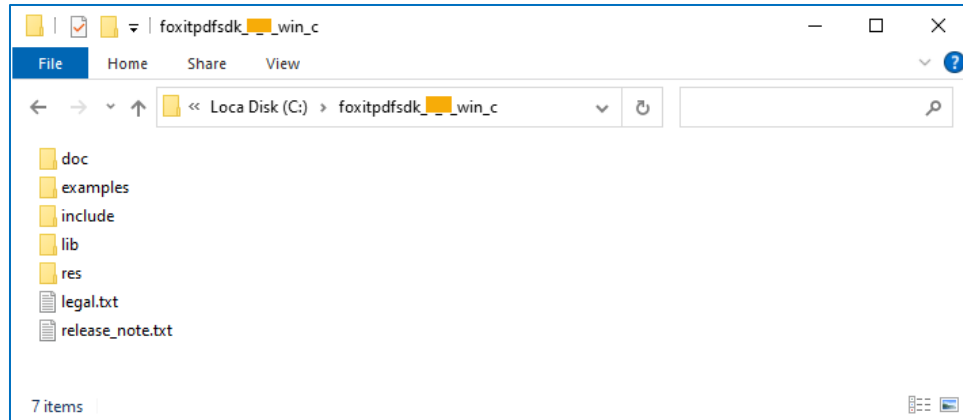 foxitpdfsdk_ _ _win_c
File Home Share View
« Loca Disk (C:) › foxitpdfsdk_ _ _win_c
doc
examples
include
lib
res
legal.txt
release_note.txt
7 items